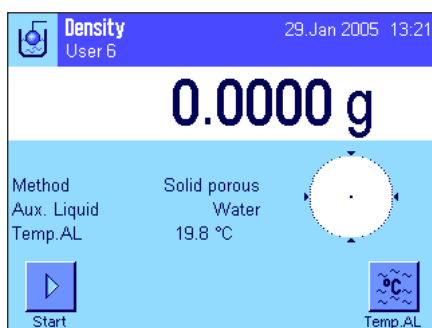 Density
User 6
29.Jan 2005 13:21
0.0000 g
Method Solid porous
Aux. Liquid Water
Temp.AL 19.8 °C
°C
Start Temp.AL